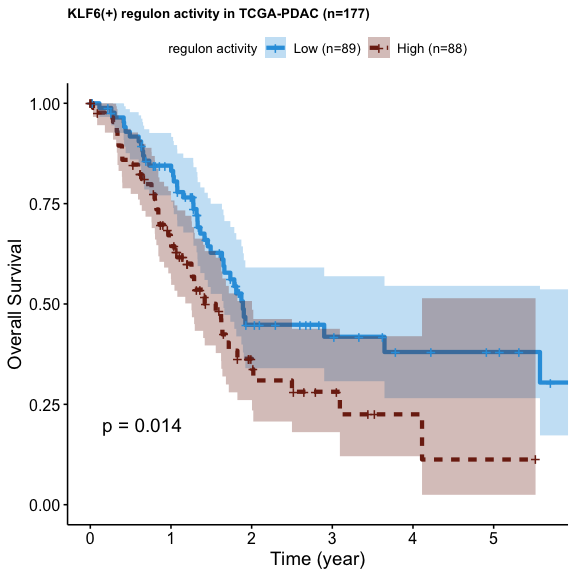 KLF6(+) regulon activity in TCGA-PDAC (n=177)
regulon activity Low (n=89) High (n=88)
1.00
0.75
0.50
0.25
0.00
Overall Survival
p = 0.014
0 1 2 3 4 5
Time (year)